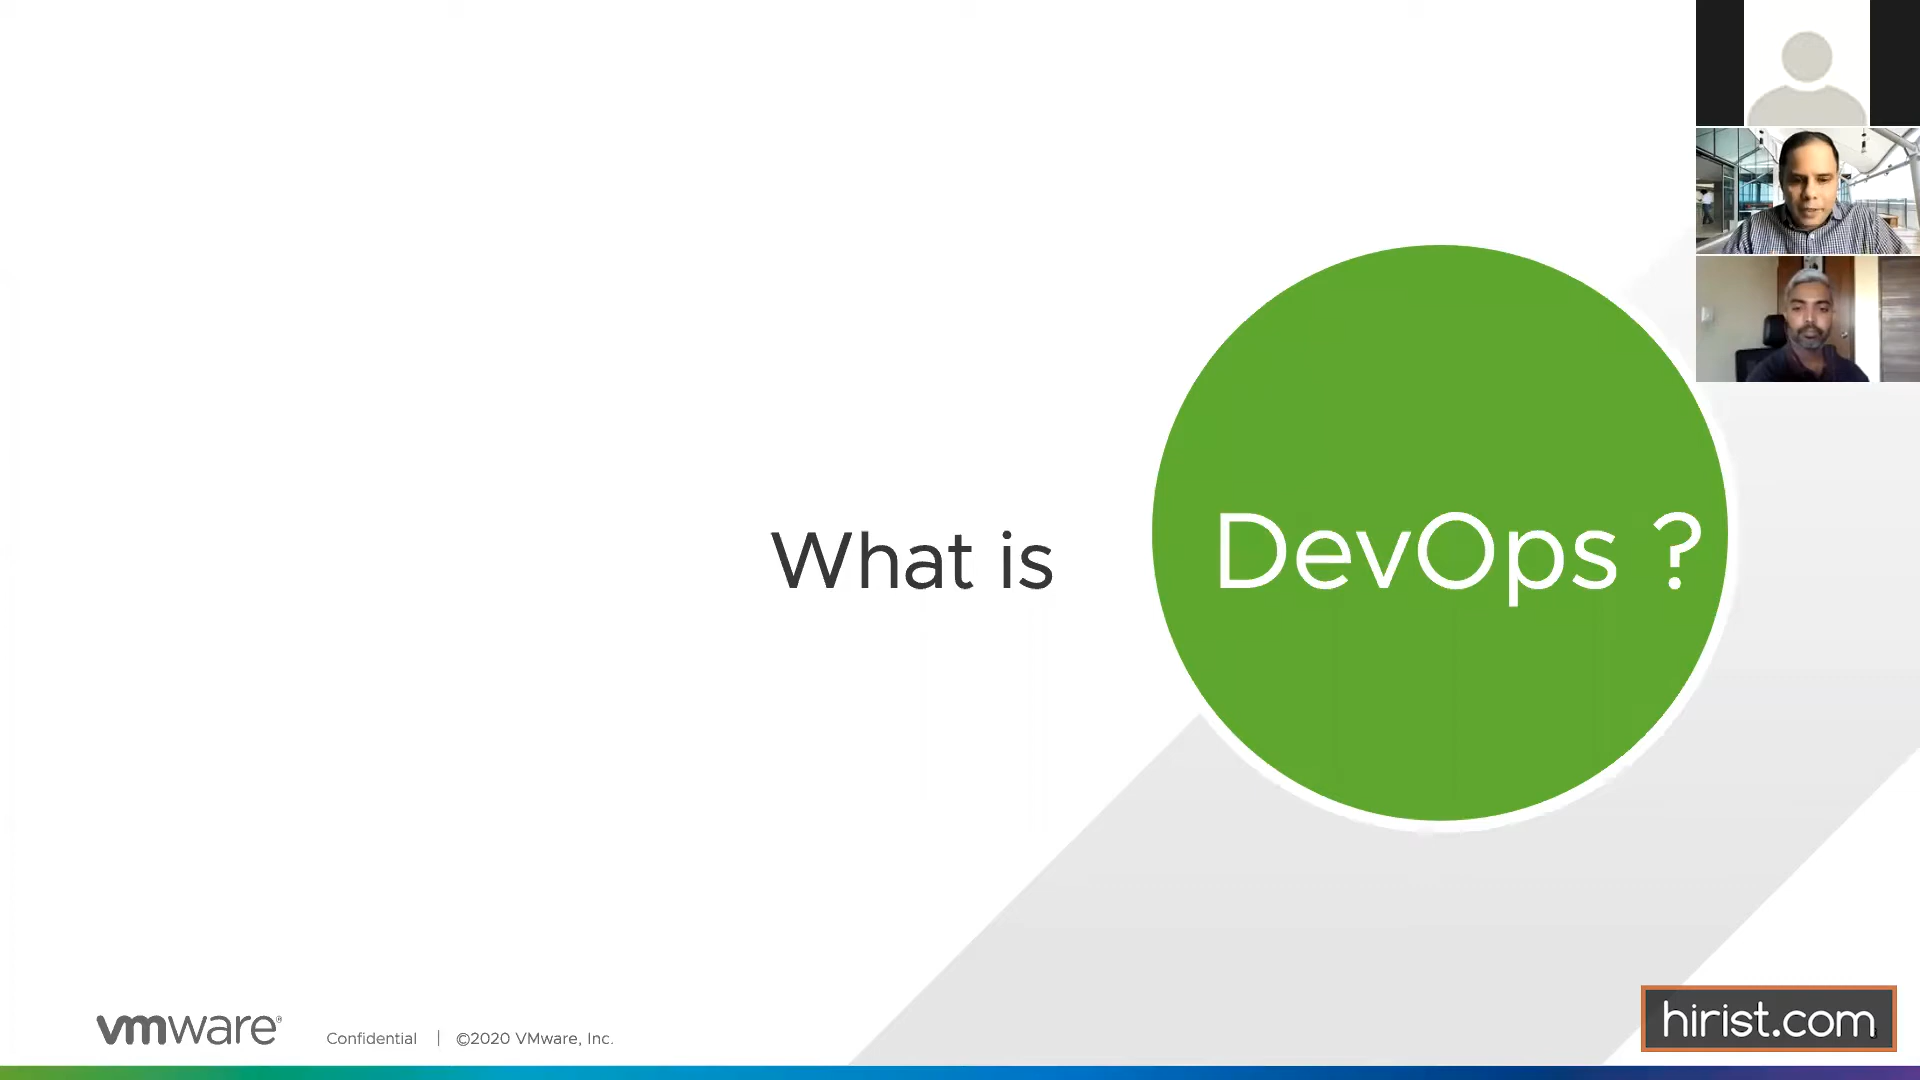 What is
DevOps ?
vmware®
Confidential | ©2020 VMware, Inc.
hirist.com